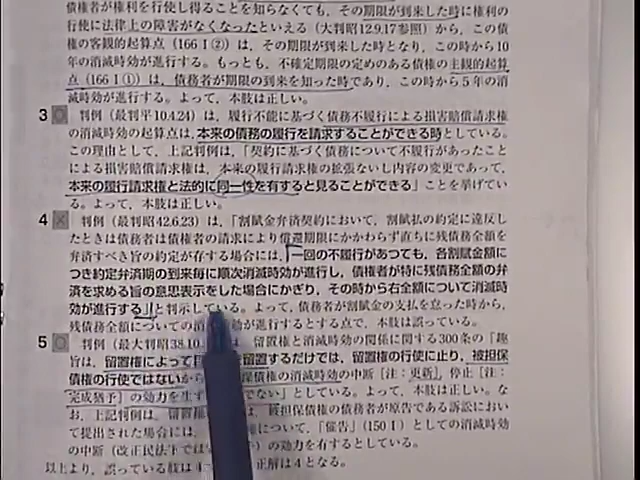 債権者が権利を行使し得ることを知らなくても、その期限が到来した時に権利の
行使に法律上の障害がなくなったといえる（大判昭12.9.17参照）から、この債
権の客観的起算点（166Ⅰ②）は、その期限が到来した時となり、この時から10
年の消滅時効が進行する。もっとも、不確定期限の定めのある債権の主観的起算
点（166Ⅰ①）は、債務者が期限の到来を知った時であり、この時から5年の消
滅時効が進行する。よって、本肢は正しい。
3 判例（最判平10.4.24）は、履行不能に基づく債務不履行による損害賠償請求権
の消滅時効の起算点は、本来の債務の履行を請求することができる時としている。
この理由として、上記判例は、「契約に基づく債務について不履行があったこと
による損害賠償請求権は、本来の履行請求権の拡張ないし内容の変更であって、
本来の履行請求権と法的に同一性を有すると見ることができる」ことを挙げてい
る。よって、本肢は正しい。
4 × 判例（最判昭42.6.23）は、「割賦金弁済契約において、割賦払の約定に違反し
たときは債務者は債権者の請求により償還期限にかかわらず直ちに残債務全額を
弁済すべき旨の約定が存する場合には、一回の不履行があつても、各割賦金額に
つき約定弁済期の到来毎に順次消滅時効が進行し、債権者が特に残債務全額の弁
済を求める旨の意思表示をした場合にかぎり、その時から右全額について消滅時
効が進行する」と判示している。よって、債務者が割賦金の支払を怠った時から、
残債務全額についての消 効が進行するとする点で、本肢は誤っている。
5 判例（最大判昭38.10. は、留置権と消滅時効の関係に関する300条の「趣
旨は、留置権によって目 を留置するだけでは、留置権の行使に止り、被担保
債権の行使ではないから 保債権の消滅時効の中断［注：更新］、停止［注：
完成猶予］の効力を生 でない」としている。よって、本肢は正しい。な
お、上記判例は、留置権 は、被担保債権の債務者が原告である訴訟におい
て提出された場合には、 について、「催告」（150Ⅰ）としての消滅時効
の中断（改正民法下では ）の効力を有するとしている。
以上より、誤っている肢は4 正解は4となる。